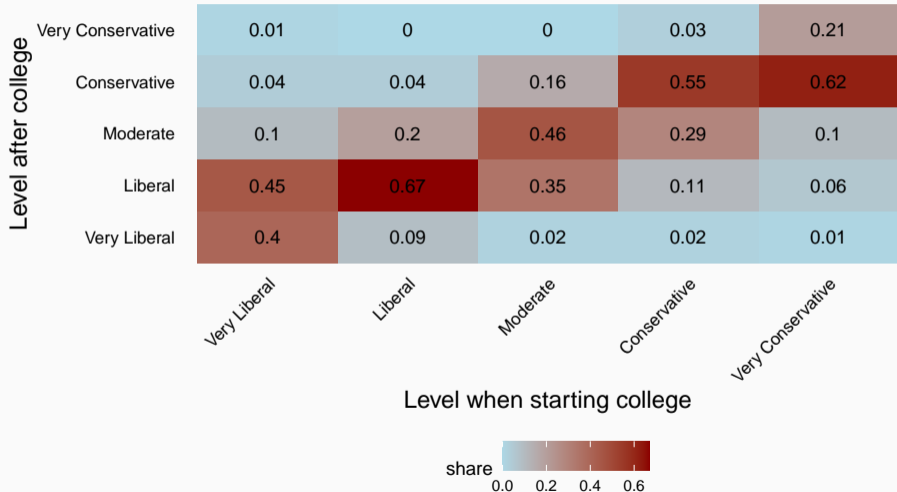 Level after college
Very Conservative 0.01 0 0 0.03 0.21
Conservative 0.04 0.04 0.16 0.55 0.62
Moderate 0.1 0.2 0.46 0.29 0.1
Liberal 0.45 0.67 0.35 0.11 0.06
Very Liberal 0.4 0.09 0.02 0.02 0.01
Very Liberal Liberal Moderate Conservative Very Conservative
Level when starting college
share
0.0 0.2 0.4 0.6